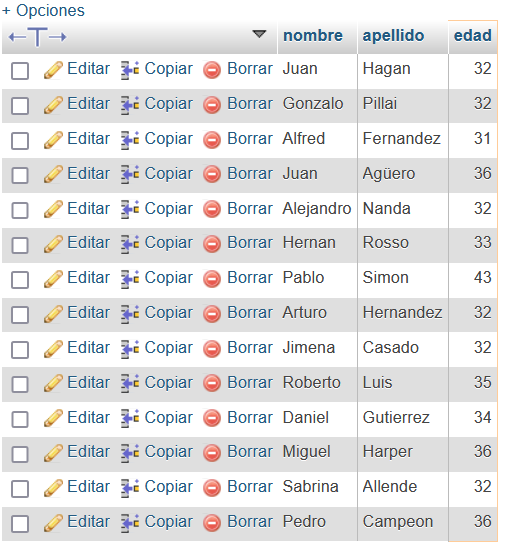 + Opciones
nombre apellido edad
Editar Copiar Borrar Juan Hagan 32
Editar Copiar Borrar Gonzalo Pillai 32
Editar Copiar Borrar Alfred Fernandez 31
Editar Copiar Borrar Juan Agüero 36
Editar Copiar Borrar Alejandro Nanda 32
Editar Copiar Borrar Hernan Rosso 33
Editar Copiar Borrar Pablo Simon 43
Editar Copiar Borrar Arturo Hernandez 32
Editar Copiar Borrar Jimena Casado 32
Editar Copiar Borrar Roberto Luis 35
Editar Copiar Borrar Daniel Gutierrez 34
Editar Copiar Borrar Miguel Harper 36
Editar Copiar Borrar Sabrina Allende 32
Editar Copiar Borrar Pedro Campeon 36